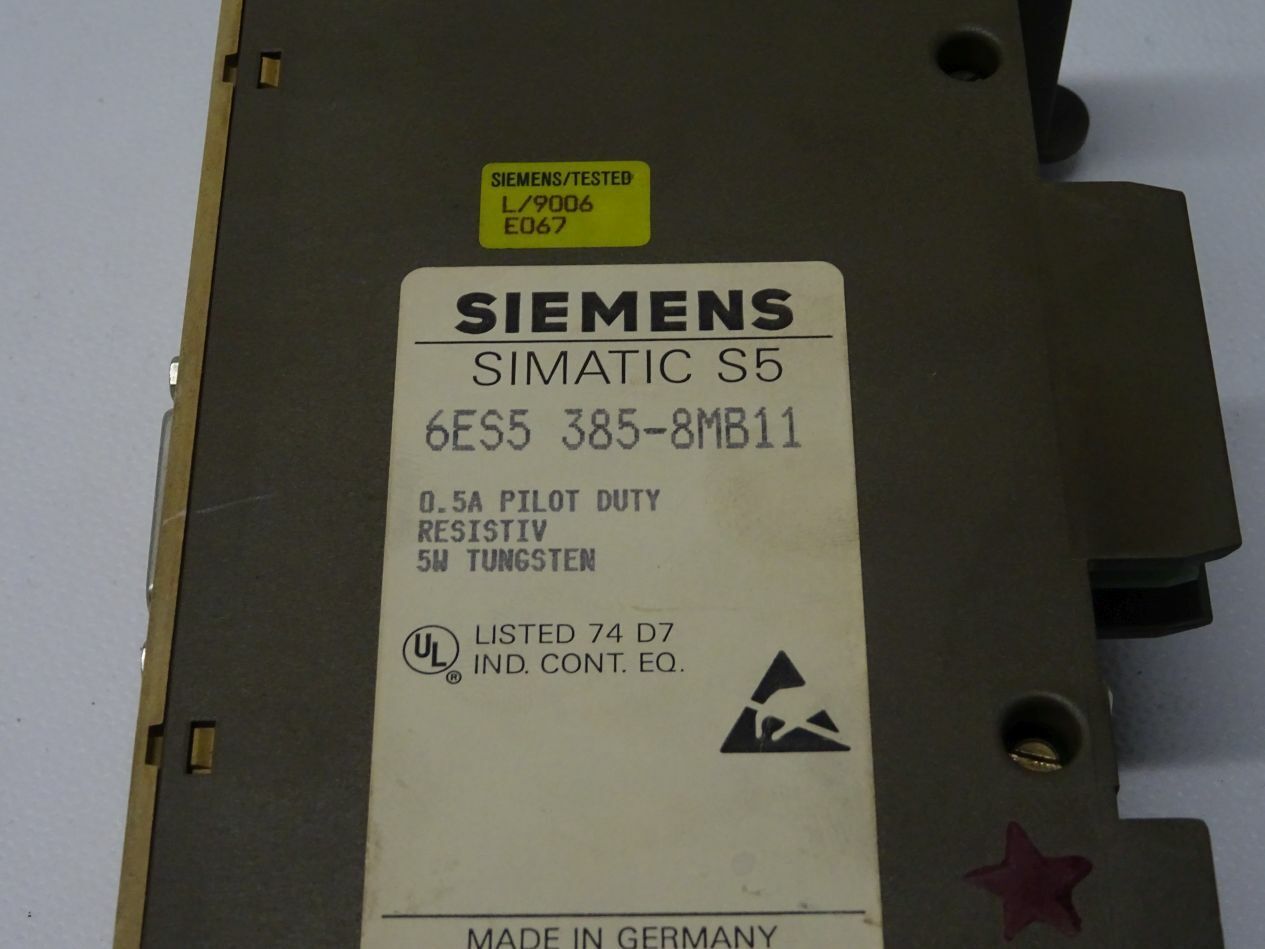 SIEMENS/TESTED
L/9006
E067
SIEMENS
SIMATIC S5
6ES5 385-8MB11
0.5A PILOT DUTY
RESISTIV
5W TUNGSTEN
UL® LISTED 74 D7
IND. CONT. EQ.
MADE IN GERMANY